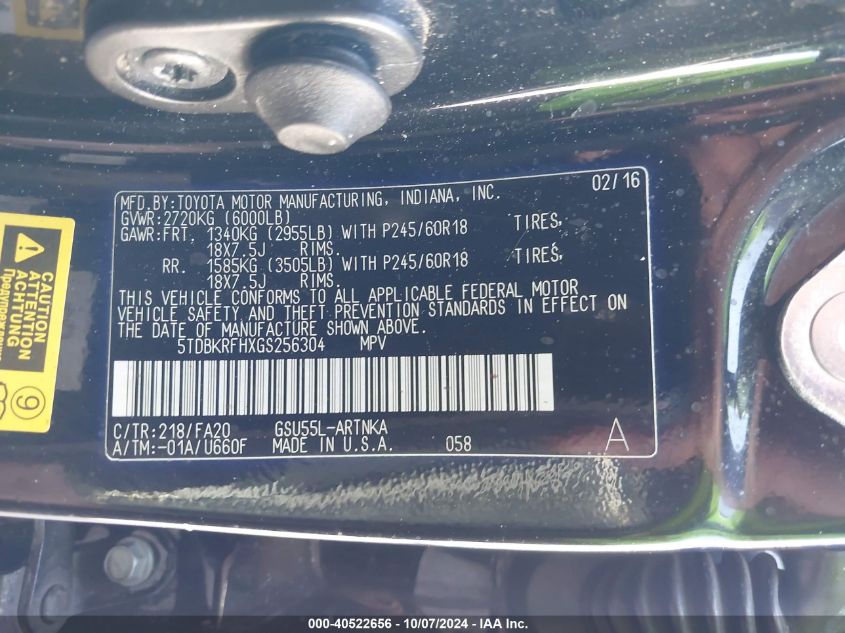 MFD.BY:TOYOTA MOTOR MANUFACTURING, INDIANA, INC. 02/16
GVWR:2720KG (6000LB)
GAWR:FRT. 1340KG (2955LB) WITH P245/60R18 TIRES,
18X7.5J RIMS.
RR. 1585KG (3505LB) WITH P245/60R18 TIRES,
18X7.5J RIMS.
THIS VEHICLE CONFORMS TO ALL APPLICABLE FEDERAL MOTOR
VEHICLE SAFETY AND THEFT PREVENTION STANDARDS IN EFFECT ON
THE DATE OF MANUFACTURE SHOWN ABOVE.
5TDBKRFHXGS256304 MPV
C/TR:218/FA20 GSU55L-ARTNKA
A/TM:-01A/U660F MADE IN U.S.A. 058 A
CAUTION
ATTENTION
ACHTUNG
9
000-40522656 - 10/07/2024 - IAA Inc.